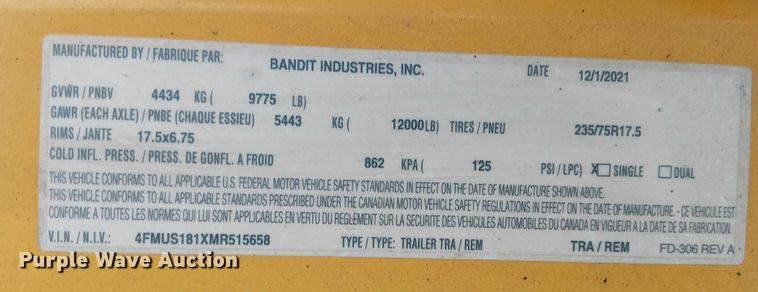 MANUFACTURED BY / FABRIQUE PAR: BANDIT INDUSTRIES, INC. DATE 12/1/2021
GVWR / PNBV 4434 KG ( 9775 LB)
GAWR (EACH AXLE) / PNBE (CHAQUE ESSIEU) 5443 KG ( 12000LB) TIRES / PNEU 235/75R17.5
RIMS / JANTE 17.5x6.75
COLD INFL. PRESS. / PRESS. DE GONFL. A FROID 862 KPA ( 125 PSI / LPC) X SINGLE DUAL
THIS VEHICLE CONFORMS TO ALL APPLICABLE U.S. FEDERAL MOTOR VEHICLE SAFETY STANDARDS IN EFFECT ON THE DATE OF MANUFACTURE SHOWN ABOVE.
THIS VEHICLE CONFORMS TO ALL APPLICABLE STANDARDS PRESCRIBED UNDER THE CANADIAN MOTOR VEHICLE SAFETY REGULATIONS IN EFFECT ON THE DATE OF MANUFACTURE - CE VEHICULE EST
CONFORME A TOUTES LES NORMES QUI LUI SONT APPLICABLES EN VERTU DU REGLEMENT SUR LA SECURITE DES VEHICULES AUTOMOBILES DU CANADA EN VIGUEUR A LA DATE DE SA FABRICATION.
V.I.N. / N.I.V.: 4FMUS181XMR515658 TYPE / TYPE: TRAILER TRA / REM TRA / REM FD-306 REV A
Purple Wave Auction